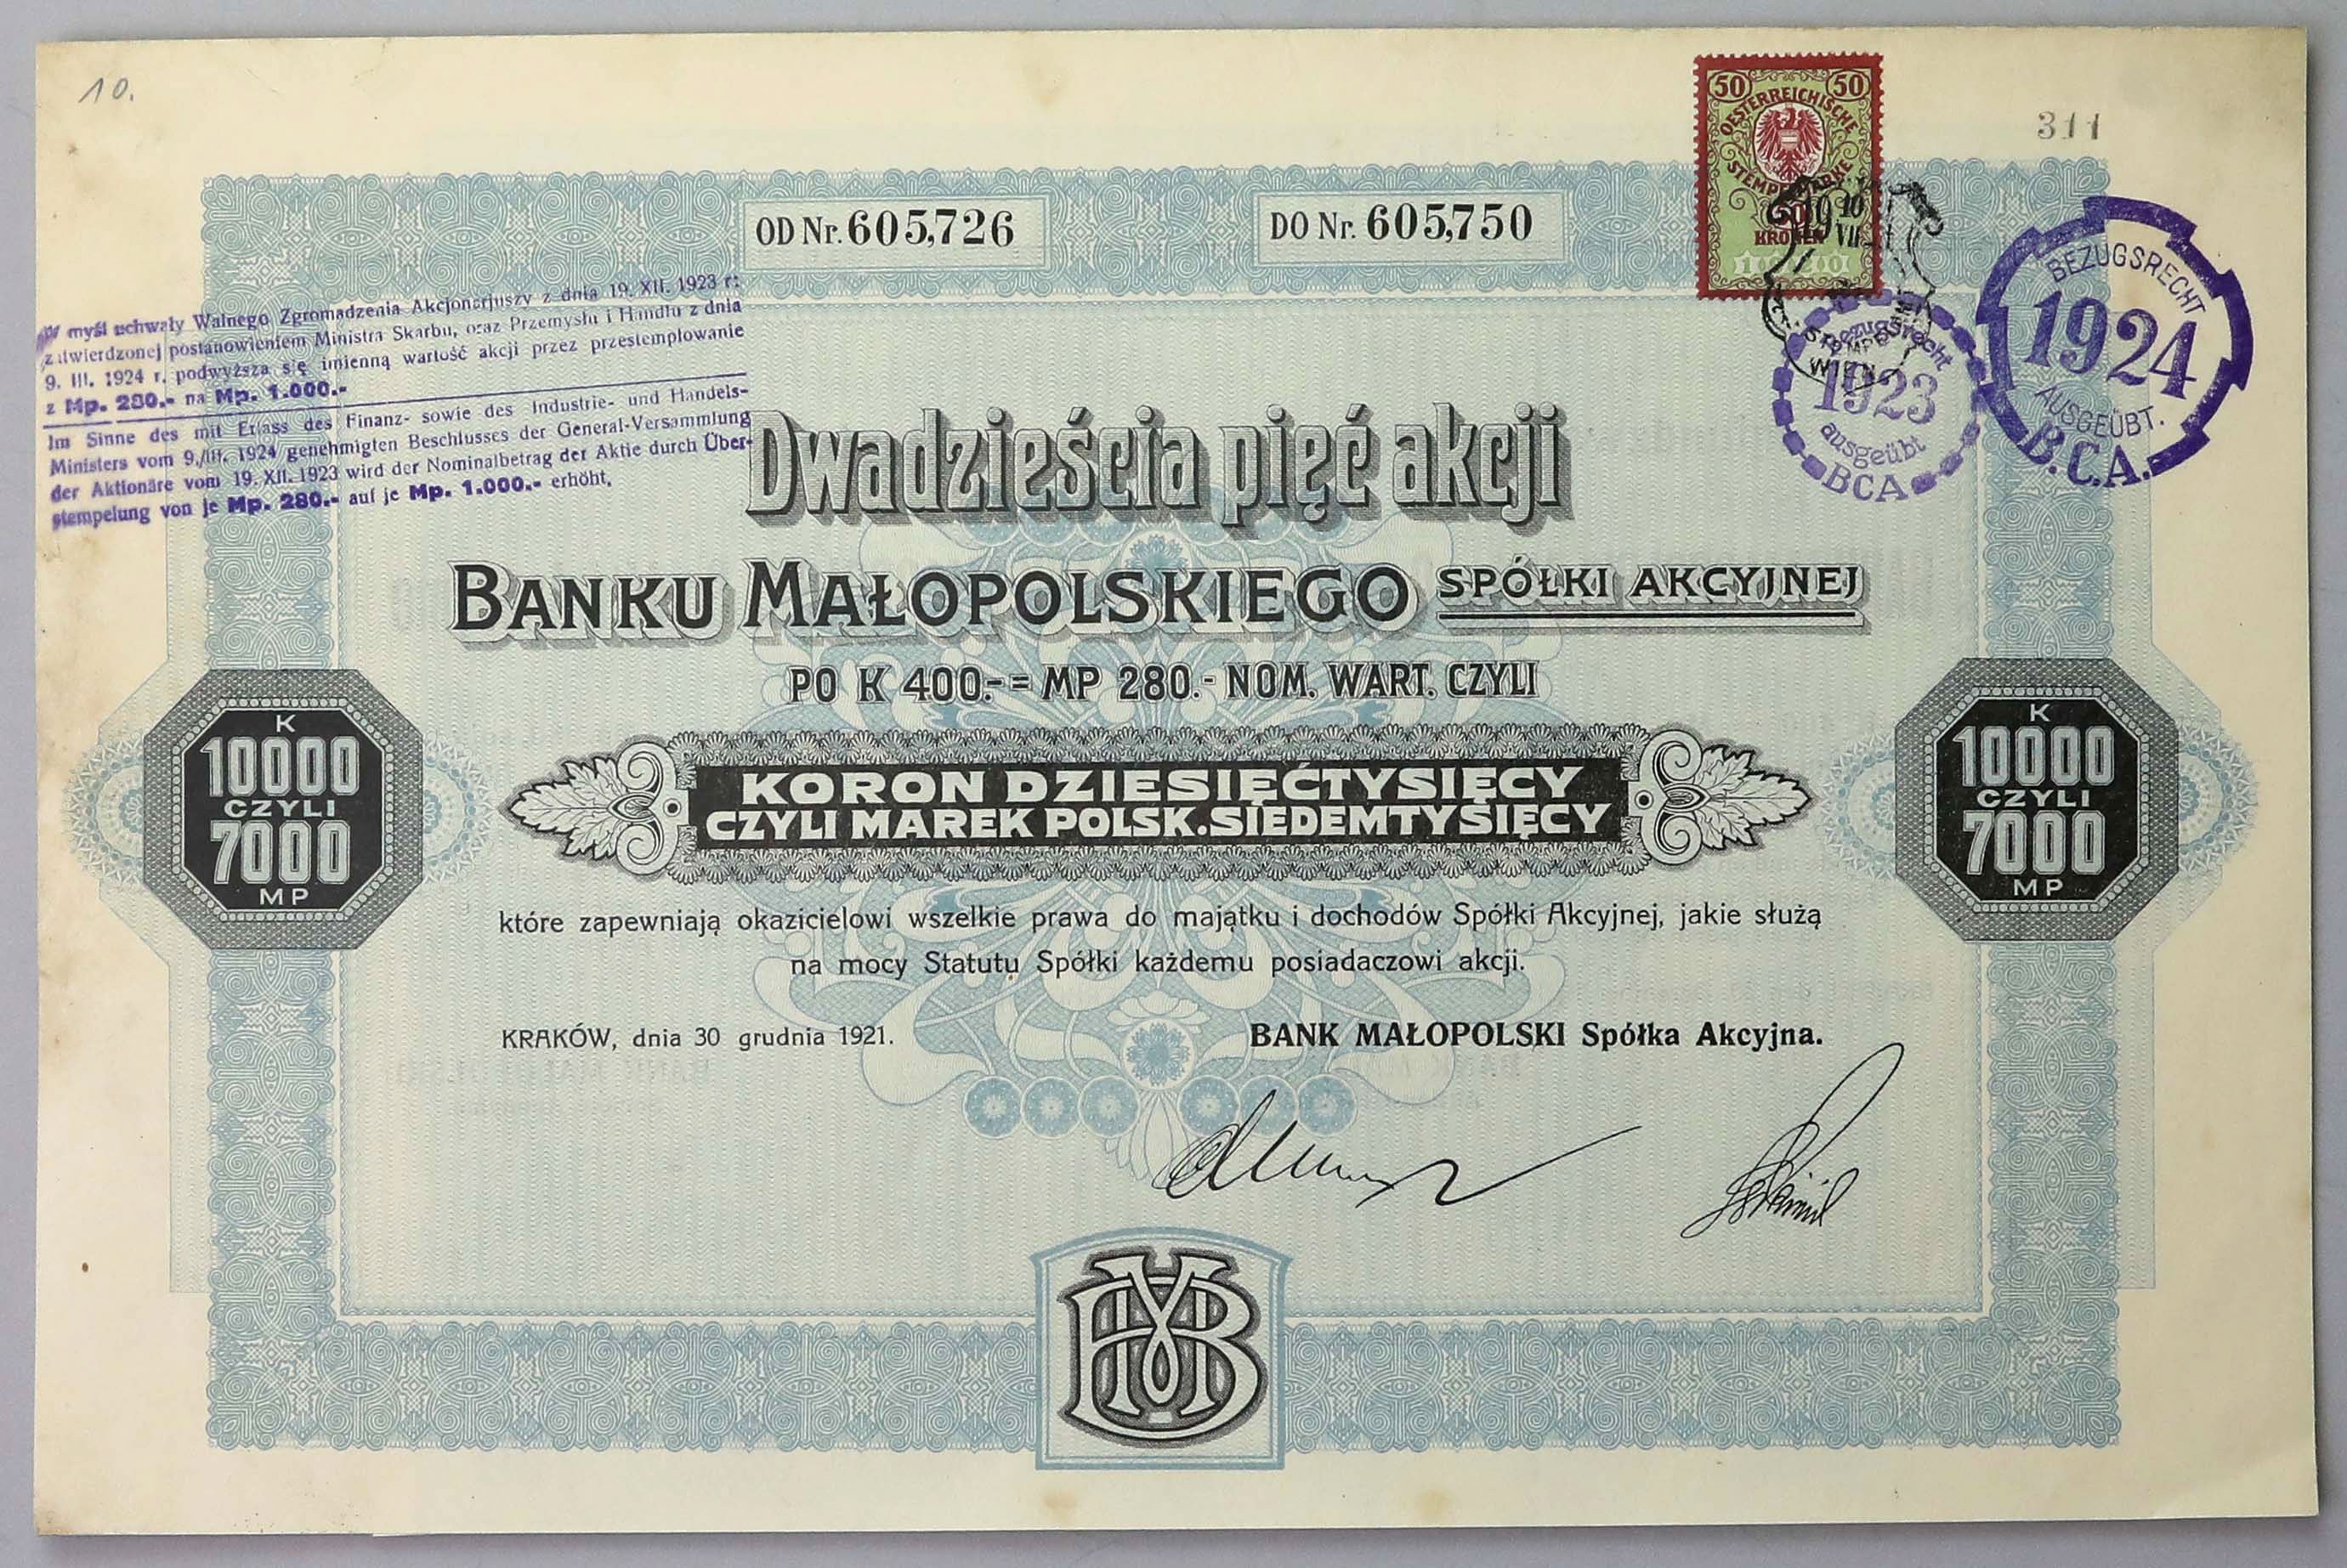 10.
311
50 50
OESTERREICHISCHE
STEMPELMARKE
50
KRONEN
OD Nr. 605,726
DO Nr. 605,750
W myśl uchwały Walnego Zgromadzenia Akcjonarjuszy z dnia 19. XII. 1923 r.
zatwierdzonej postanowieniem Ministra Skarbu, oraz Przemysłu i Handlu z dnia
9. III. 1924 r. podwyższa się imienną wartość akcji przez przestemplowanie
z Mp. 280.- na Mp. 1.000.-
Im Sinne des mit Erlass des Finanz- sowie des Industrie- und Handels-
Ministers vom 9./III. 1924 genehmigten Beschlusses der General-Versammlung
der Aktionäre vom 19. XII. 1923 wird der Nominalbetrag der Aktie durch Über-
stempelung von je Mp. 280.- auf je Mp. 1.000.- erhöht.
WIEN
Bezugsrecht
1923
ausgeübt
BCA
BEZUGSRECHT
1924
AUSGEÜBT.
B.C.A.
Dwadzieścia pięć akcji
BANKU MAŁOPOLSKIEGO SPÓŁKI AKCYJNEJ
PO K 400.- = MP 280.- NOM. WART. CZYLI
K
10000
CZYLI
7000
MP
KORON DZIESIĘĆTYSIĘCY
CZYLI MAREK POLSK. SIEDEMTYSIĘCY
K
10000
CZYLI
7000
MP
które zapewniają okazicielowi wszelkie prawa do majątku i dochodów Spółki Akcyjnej, jakie służą
na mocy Statutu Spółki każdemu posiadaczowi akcji.
KRAKÓW, dnia 30 grudnia 1921.
BANK MAŁOPOLSKI Spółka Akcyjna.